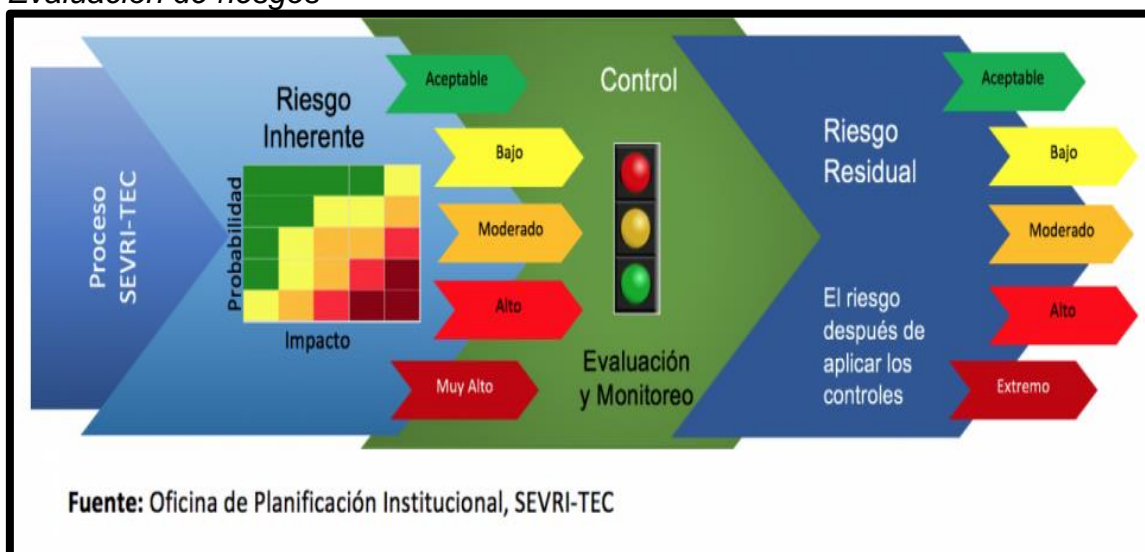 Evaluación de riesgos
Proceso
SEVRI-TEC
Riesgo
Inherente
Probabilidad
Impacto
Aceptable
Bajo
Moderado
Alto
Muy Alto
Control
Evaluación
y Monitoreo
Riesgo
Residual
El riesgo
después de
aplicar los
controles
Aceptable
Bajo
Moderado
Alto
Extremo
Fuente: Oficina de Planificación Institucional, SEVRI-TEC